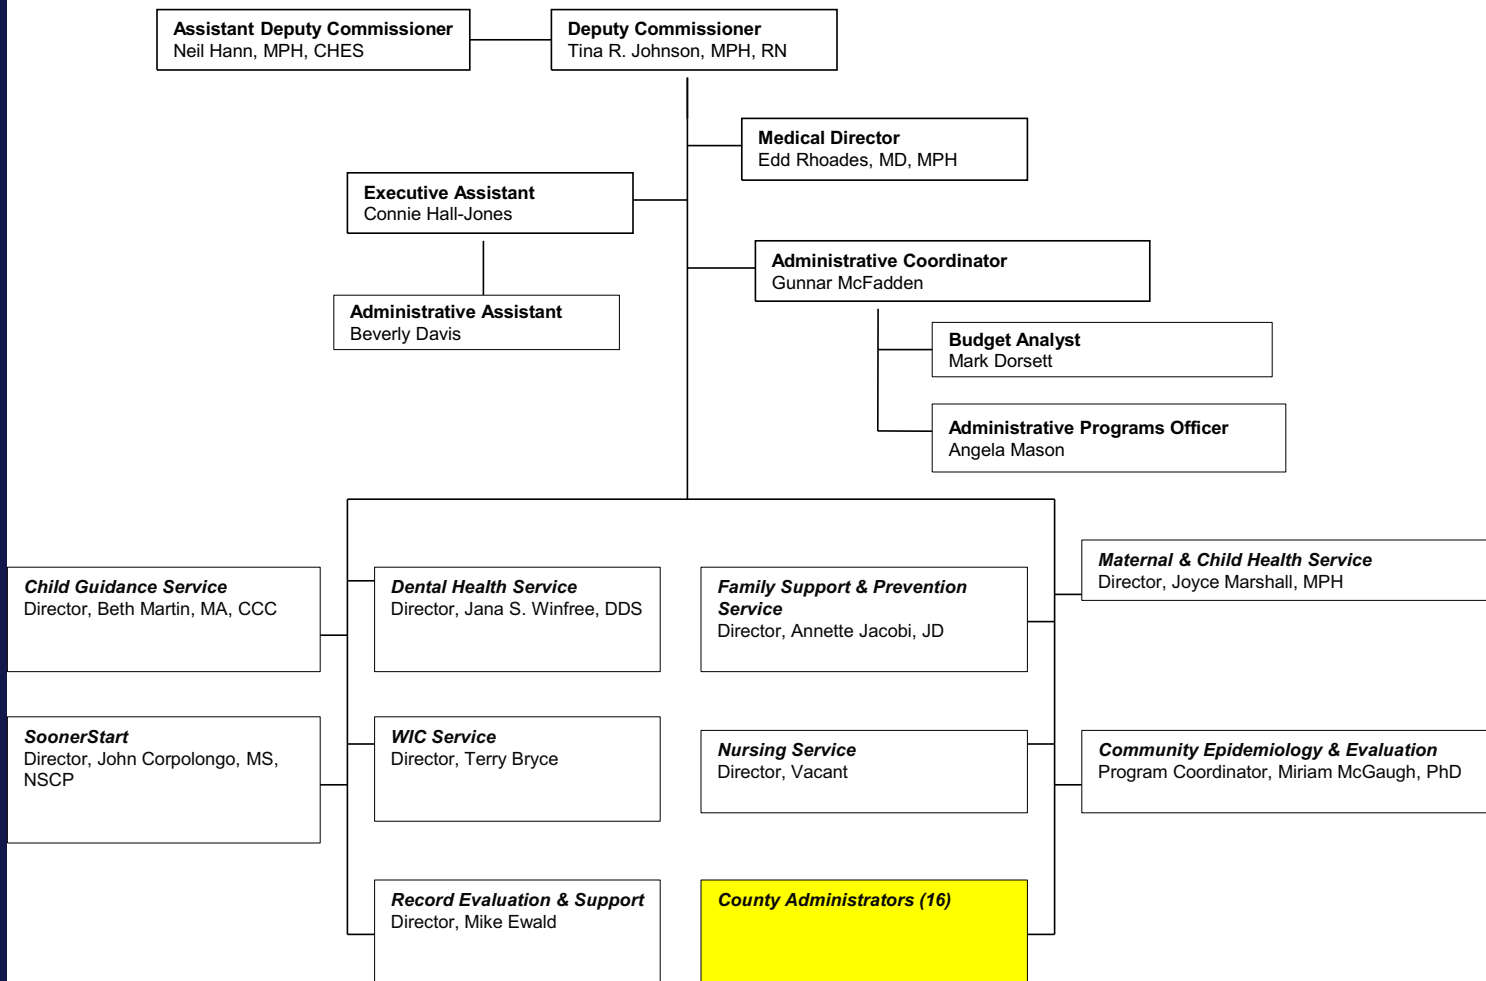 Assistant Deputy Commissioner
Neil Hann, MPH, CHES
Deputy Commissioner
Tina R. Johnson, MPH, RN
Medical Director
Edd Rhoades, MD, MPH
Executive Assistant
Connie Hall-Jones
Administrative Coordinator
Gunnar McFadden
Administrative Assistant
Beverly Davis
Budget Analyst
Mark Dorsett
Administrative Programs Officer
Angela Mason
Child Guidance Service
Director, Beth Martin, MA, CCC
Dental Health Service
Director, Jana S. Winfree, DDS
Family Support & Prevention
Service
Director, Annette Jacobi, JD
Maternal & Child Health Service
Director, Joyce Marshall, MPH
SoonerStart
Director, John Corpolongo, MS,
NSCP
WIC Service
Director, Terry Bryce
Nursing Service
Director, Vacant
Community Epidemiology & Evaluation
Program Coordinator, Miriam McGaugh, PhD
Record Evaluation & Support
Director, Mike Ewald
County Administrators (16)